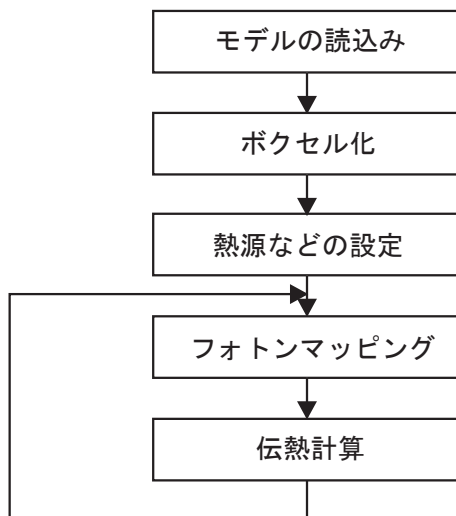 モデルの読込み
ボクセル化
熱源などの設定
フォトンマッピング
伝熱計算